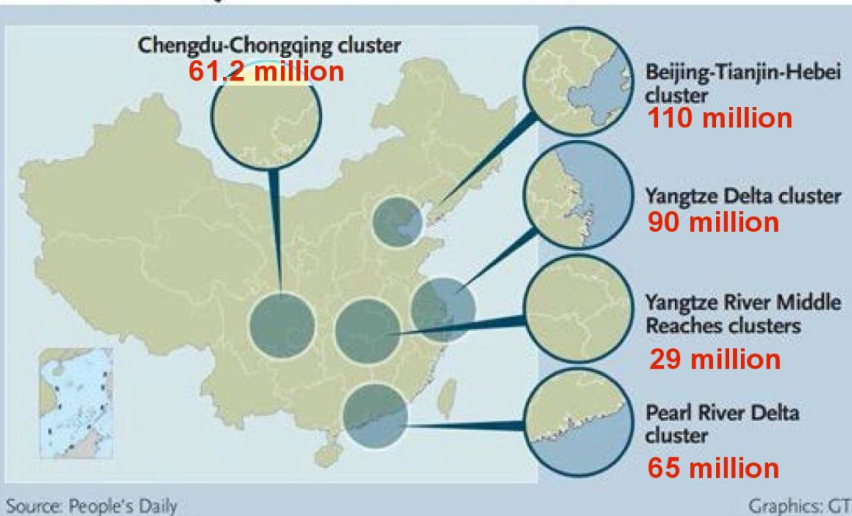 Chengdu-Chongqing cluster
61.2 million
Beijing-Tianjin-Hebei
cluster
110 million
Yangtze Delta cluster
90 million
Yangtze River Middle
Reaches clusters
29 million
Pearl River Delta
cluster
65 million
Source: People's Daily
Graphics: GT